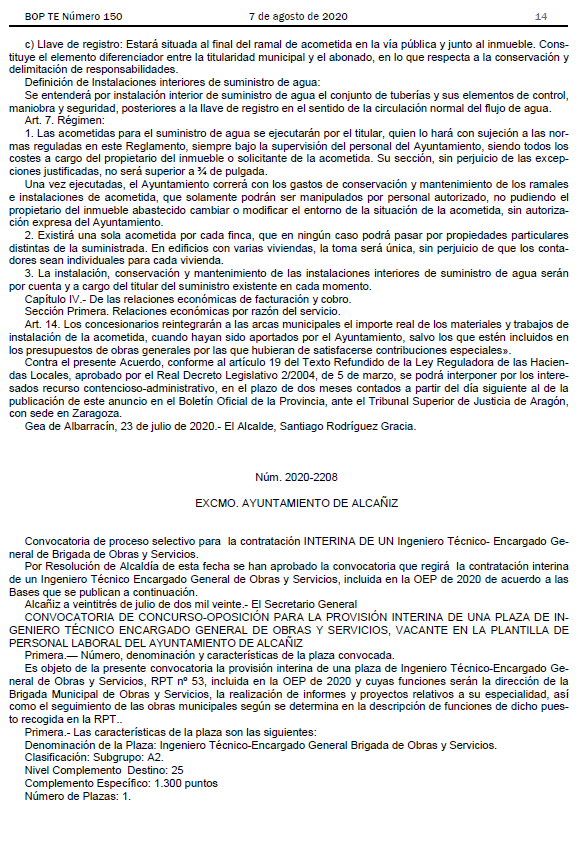 BOP TE Número 150 7 de agosto de 2020 14
c) Llave de registro: Estará situada al final del ramal de acometida en la vía pública y junto al inmueble. Cons-
tituye el elemento diferenciador entre la titularidad municipal y el abonado, en lo que respecta a la conservación y
delimitación de responsabilidades.
Definición de Instalaciones interiores de suministro de agua:
Se entenderá por instalación interior de suministro de agua el conjunto de tuberías y sus elementos de control,
maniobra y seguridad, posteriores a la llave de registro en el sentido de la circulación normal del flujo de agua.
Art. 7. Régimen:
1. Las acometidas para el suministro de agua se ejecutarán por el titular, quien lo hará con sujeción a las nor-
mas reguladas en este Reglamento, siempre bajo la supervisión del personal del Ayuntamiento, siendo todos los
costes a cargo del propietario del inmueble o solicitante de la acometida. Su sección, sin perjuicio de las excep-
ciones justificadas, no será superior a ¾ de pulgada.
Una vez ejecutadas, el Ayuntamiento correrá con los gastos de conservación y mantenimiento de los ramales
e instalaciones de acometida, que solamente podrán ser manipulados por personal autorizado, no pudiendo el
propietario del inmueble abastecido cambiar o modificar el entorno de la situación de la acometida, sin autoriza-
ción expresa del Ayuntamiento.
2. Existirá una sola acometida por cada finca, que en ningún caso podrá pasar por propiedades particulares
distintas de la suministrada. En edificios con varias viviendas, la toma será única, sin perjuicio de que los conta-
dores sean individuales para cada vivienda.
3. La instalación, conservación y mantenimiento de las instalaciones interiores de suministro de agua serán
por cuenta y a cargo del titular del suministro existente en cada momento.
Capítulo IV.- De las relaciones económicas de facturación y cobro.
Sección Primera. Relaciones económicas por razón del servicio.
Art. 14. Los concesionarios reintegrarán a las arcas municipales el importe real de los materiales y trabajos de
instalación de la acometida, cuando hayan sido aportados por el Ayuntamiento, salvo los que estén incluidos en
los presupuestos de obras generales por las que hubieran de satisfacerse contribuciones especiales».
Contra el presente Acuerdo, conforme al artículo 19 del Texto Refundido de la Ley Reguladora de las Hacien-
das Locales, aprobado por el Real Decreto Legislativo 2/2004, de 5 de marzo, se podrá interponer por los intere-
sados recurso contencioso-administrativo, en el plazo de dos meses contados a partir del día siguiente al de la
publicación de este anuncio en el Boletín Oficial de la Provincia, ante el Tribunal Superior de Justicia de Aragón,
con sede en Zaragoza.
Gea de Albarracín, 23 de julio de 2020.- El Alcalde, Santiago Rodríguez Gracia.
Núm. 2020-2208
EXCMO. AYUNTAMIENTO DE ALCAÑIZ
Convocatoria de proceso selectivo para la contratación INTERINA DE UN Ingeniero Técnico- Encargado Ge-
neral de Brigada de Obras y Servicios.
Por Resolución de Alcaldía de esta fecha se han aprobado la convocatoria que regirá la contratación interina
de un Ingeniero Técnico Encargado General de Obras y Servicios, incluida en la OEP de 2020 de acuerdo a las
Bases que se publican a continuación.
Alcañiz a veintitrés de julio de dos mil veinte.- El Secretario General
CONVOCATORIA DE CONCURSO-OPOSICIÓN PARA LA PROVISIÓN INTERINA DE UNA PLAZA DE IN-
GENIERO TÉCNICO ENCARGADO GENERAL DE OBRAS Y SERVICIOS, VACANTE EN LA PLANTILLA DE
PERSONAL LABORAL DEL AYUNTAMIENTO DE ALCAÑIZ
Primera.— Número, denominación y características de la plaza convocada.
Es objeto de la presente convocatoria la provisión interina de una plaza de Ingeniero Técnico-Encargado Ge-
neral de Obras y Servicios, RPT nº 53, incluida en la OEP de 2020 y cuyas funciones serán la dirección de la
Brigada Municipal de Obras y Servicios, la realización de informes y proyectos relativos a su especialidad, así
como el seguimiento de las obras municipales según se determina en la descripción de funciones de dicho pues-
to recogida en la RPT..
Primera.- Las características de la plaza son las siguientes:
Denominación de la Plaza: Ingeniero Técnico-Encargado General Brigada de Obras y Servicios.
Clasificación: Subgrupo: A2.
Nivel Complemento Destino: 25
Complemento Específico: 1.300 puntos
Número de Plazas: 1.